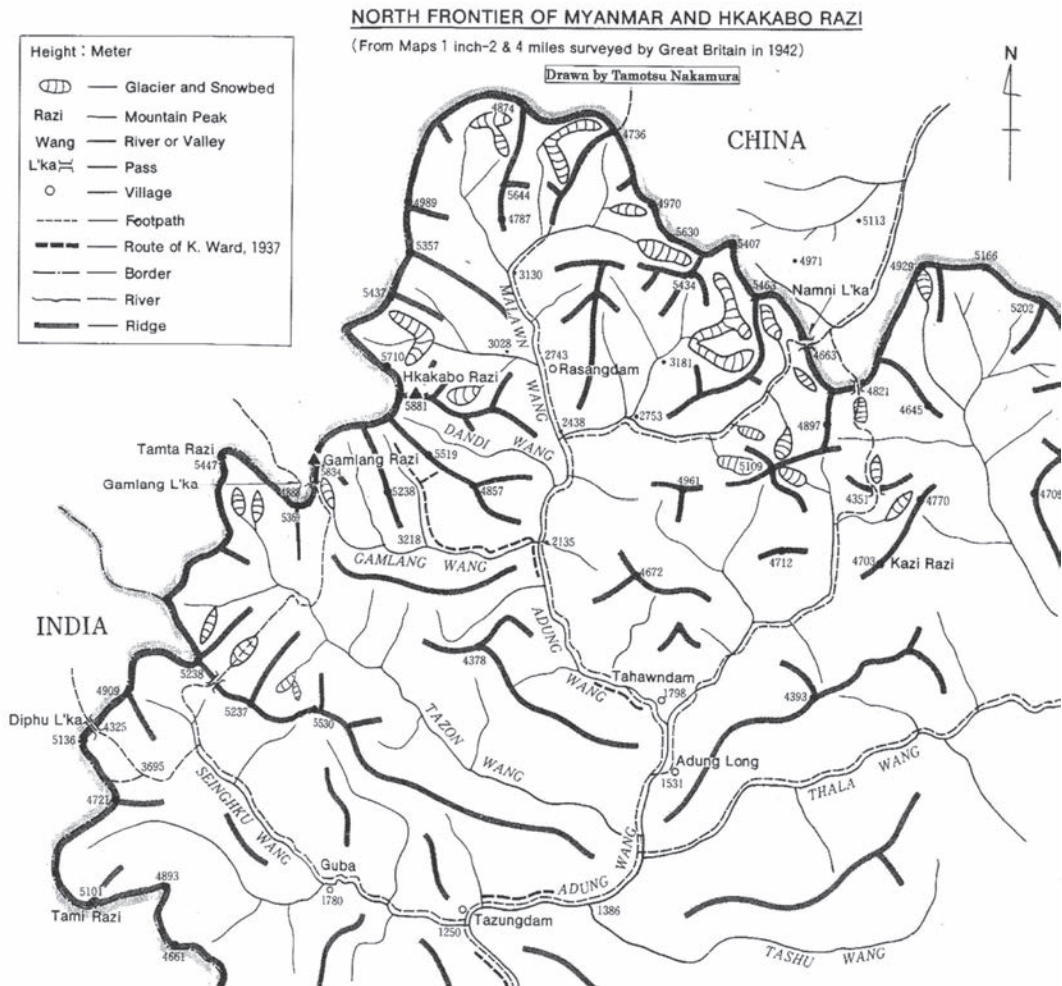 NORTH FRONTIER OF MYANMAR AND HKAKABO RAZI
(From Maps 1 inch-2 & 4 miles surveyed by Great Britain in 1942)
Drawn by Tamotsu Nakamura
Height : Meter
Glacier and Snowbed
Razi Mountain Peak
Wang River or Valley
L'ka Pass
Village
Footpath
Route of K. Ward, 1937
Border
River
Ridge
N
CHINA
4874
4736
5644
4787
4989
4970
5113
5630
5407
4971
5357
3130
5434
5463
Namni L'ka
4929
5166
5202
5437
MALAWN WANG
3028
2743
Rasangdam
3181
4663
5710
Hkakabo Razi
5881
4821
4645
2438
2753
4897
DANDI WANG
Tamta Razi
5447
Gamlang Razi
5834
5519
5109
Gamlang L'ka
5238
4857
4961
4351
4770
4709
3218
2135
GAMLANG WANG
4712
4703
Kazi Razi
4672
INDIA
ADUNG WANG
5238
4378
Tahawndam
1798
4393
4909
Diphu L'ka
4325
5136
5237
5530
TAZON WANG
Adung Long
1531
3695
THALA WANG
SEINGHKU WANG
4721
Guba
1780
ADUNG WANG
4893
5101
Tami Razi
1386
1250
Tazungdam
4661
TASHU WANG